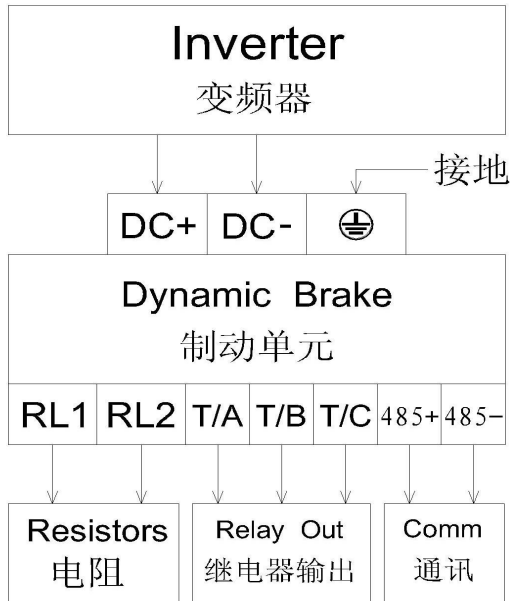 Inverter
变频器
接地
DC+ DC-
Dynamic Brake
制动单元
RL1 RL2 T/A T/B T/C 485+ 485-
Resistors Relay Out Comm
电阻 继电器输出 通讯